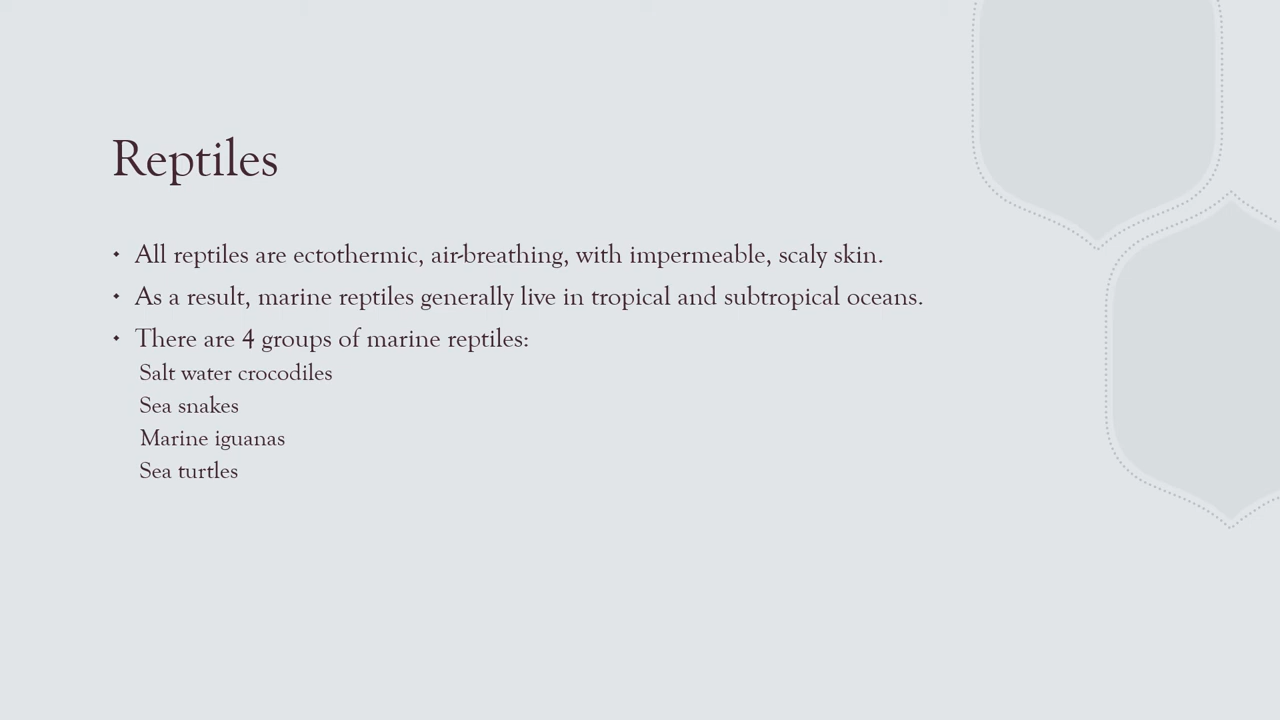 Reptiles
All reptiles are ectothermic, air-breathing, with impermeable, scaly skin.
As a result, marine reptiles generally live in tropical and subtropical oceans.
There are 4 groups of marine reptiles:
Salt water crocodiles
Sea snakes
Marine iguanas
Sea turtles